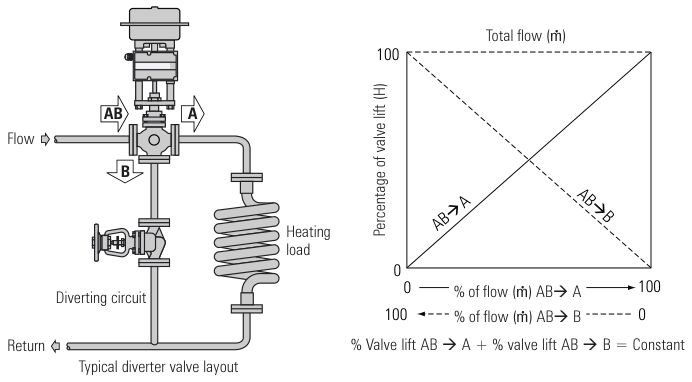 AB
A
Flow
B
Heating
load
Diverting circuit
Return
Typical diverter valve layout
Total flow (ṁ)
100
Percentage of valve lift (H)
AB→A
AB→B
0
0 % of flow (ṁ) AB→ A 100
100 % of flow (ṁ) AB→ B 0
% Valve lift AB → A + % valve lift AB → B = Constant